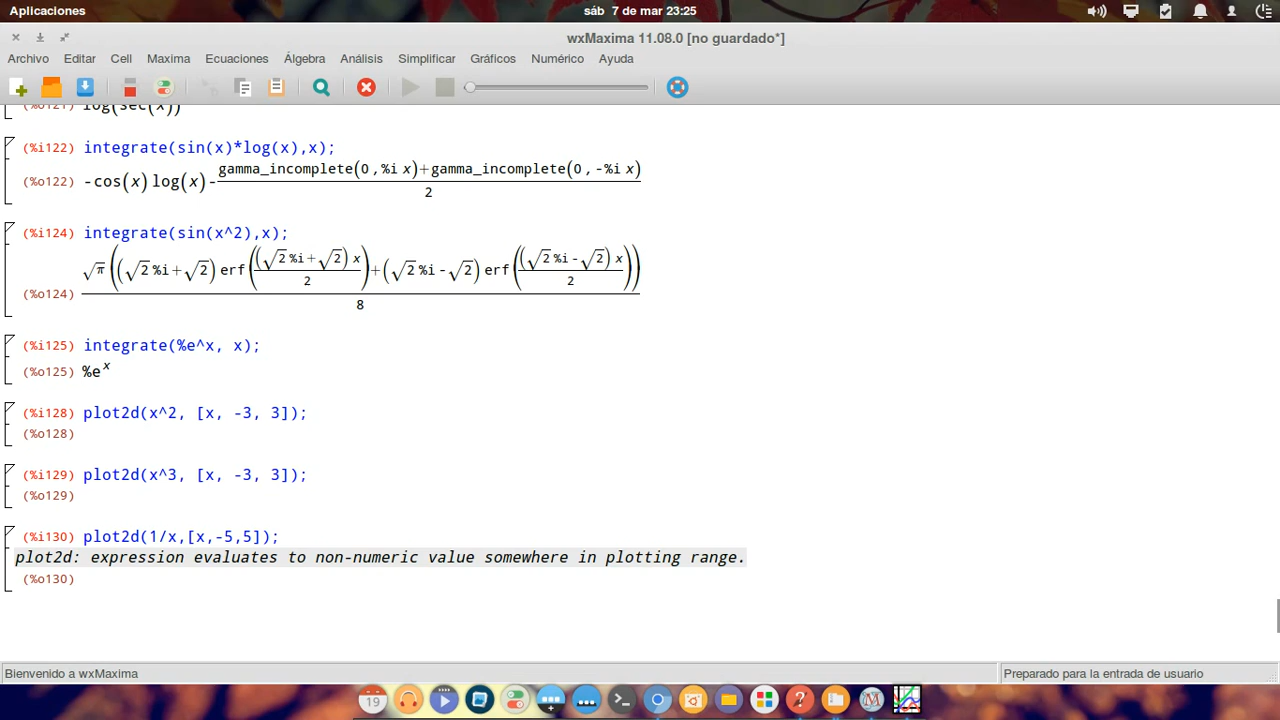 Aplicaciones
sáb 7 de mar 23:25
wxMaxima 11.08.0 [no guardado*]
Archivo Editar Cell Maxima Ecuaciones Álgebra Análisis Simplificar Gráficos Numérico Ayuda
(%o121) log(sec(x))
(%i122) integrate(sin(x)*log(x),x);
(%o122) -cos(x) log(x)- gamma_incomplete(0,%i x)+gamma_incomplete(0,-%i x)
2
(%i124) integrate(sin(x^2),x);
(%o124) √π ((√2 %i+√2) erf((√2 %i+√2) x / 2)+(√2 %i-√2) erf((√2 %i-√2) x / 2))
8
(%i125) integrate(%e^x, x);
(%o125) %e^x
(%i128) plot2d(x^2, [x, -3, 3]);
(%o128)
(%i129) plot2d(x^3, [x, -3, 3]);
(%o129)
(%i130) plot2d(1/x,[x,-5,5]);
plot2d: expression evaluates to non-numeric value somewhere in plotting range.
(%o130)
Bienvenido a wxMaxima
Preparado para la entrada de usuario
19